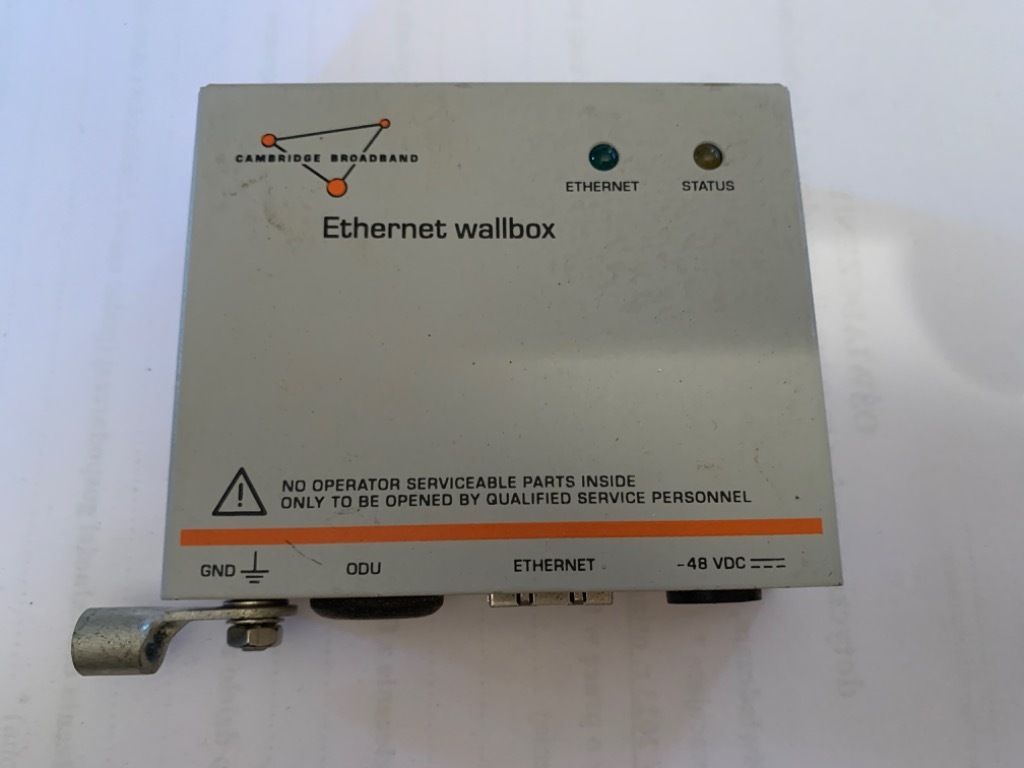 CAMBRIDGE BROADBAND
ETHERNET
STATUS
Ethernet wallbox
NO OPERATOR SERVICEABLE PARTS INSIDE
ONLY TO BE OPENED BY QUALIFIED SERVICE PERSONNEL
GND
ODU
ETHERNET
-48 VDC